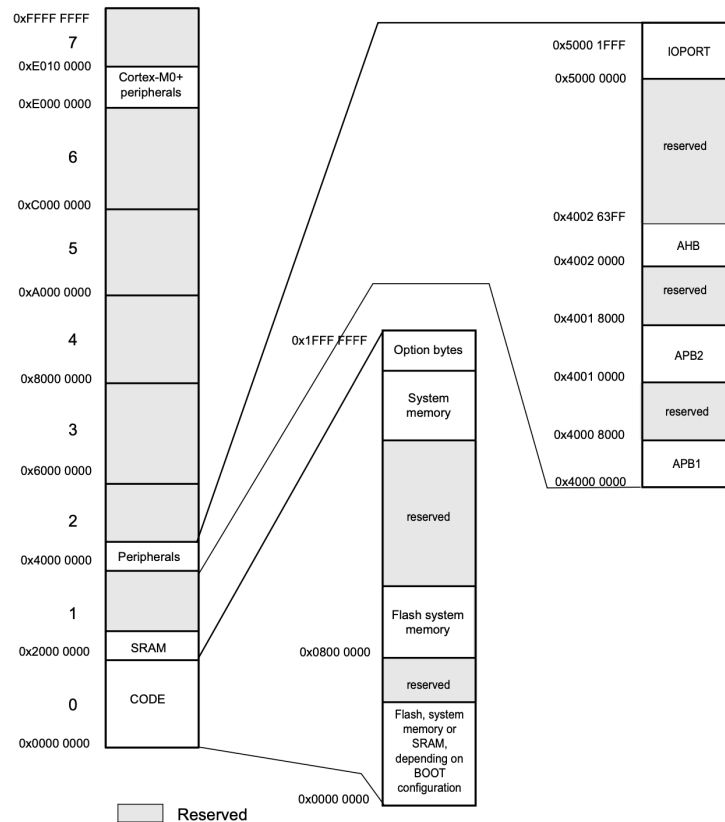 0xFFFF FFFF
7
0xE010 0000
Cortex-M0+
peripherals
0xE000 0000
6
0xC000 0000
5
0xA000 0000
4
0x8000 0000
3
0x6000 0000
2
0x4000 0000
Peripherals
1
0x2000 0000
SRAM
0
CODE
0x0000 0000
Reserved
0x1FFF FFFF
Option bytes
System
memory
reserved
Flash system
memory
0x0800 0000
reserved
Flash, system
memory or
SRAM,
depending on
BOOT
configuration
0x0000 0000
0x5000 1FFF
IOPORT
0x5000 0000
reserved
0x4002 63FF
AHB
0x4002 0000
reserved
0x4001 8000
APB2
0x4001 0000
reserved
0x4000 8000
APB1
0x4000 0000